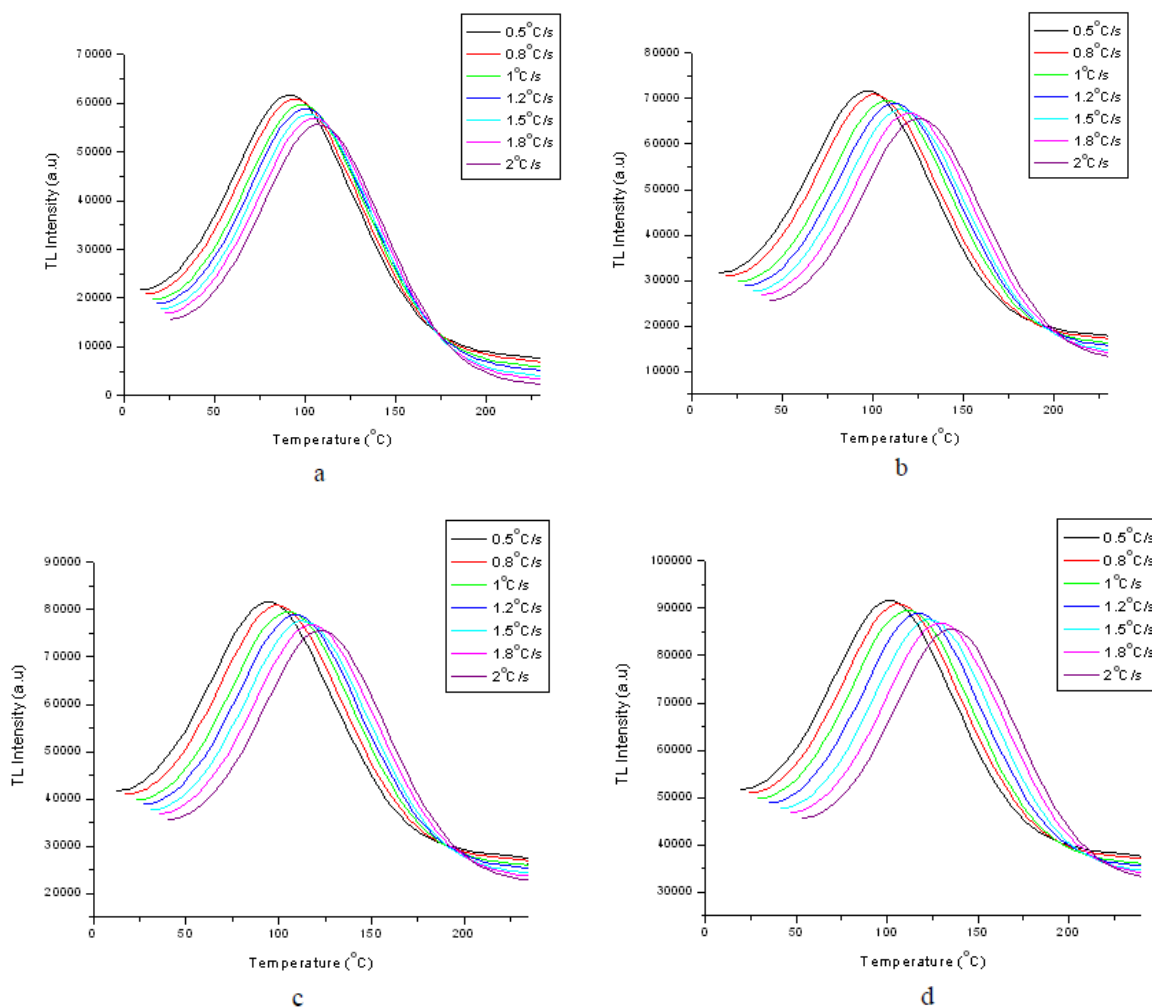 0.5°C/s
0.8°C/s
1°C/s
1.2°C/s
1.5°C/s
1.8°C/s
2°C/s
70000
60000
50000
40000
30000
20000
10000
0
TL Intensity (a.u)
0
50
100
150
200
Temperature (°C)
a
0.5°C/s
0.8°C/s
1°C/s
1.2°C/s
1.5°C/s
1.8°C/s
2°C/s
80000
70000
60000
50000
40000
30000
20000
10000
TL Intensity (a.u)
0
50
100
150
200
Temperature (°C)
b
0.5°C/s
0.8°C/s
1°C/s
1.2°C/s
1.5°C/s
1.8°C/s
2°C/s
90000
80000
70000
60000
50000
40000
30000
20000
TL Intensity (a.u)
0
50
100
150
200
Temperature (°C)
c
0.5°C/s
0.8°C/s
1°C/s
1.2°C/s
1.5°C/s
1.8°C/s
2°C/s
100000
90000
80000
70000
60000
50000
40000
30000
TL Intensity (a.u)
0
50
100
150
200
Temperature (°C)
d